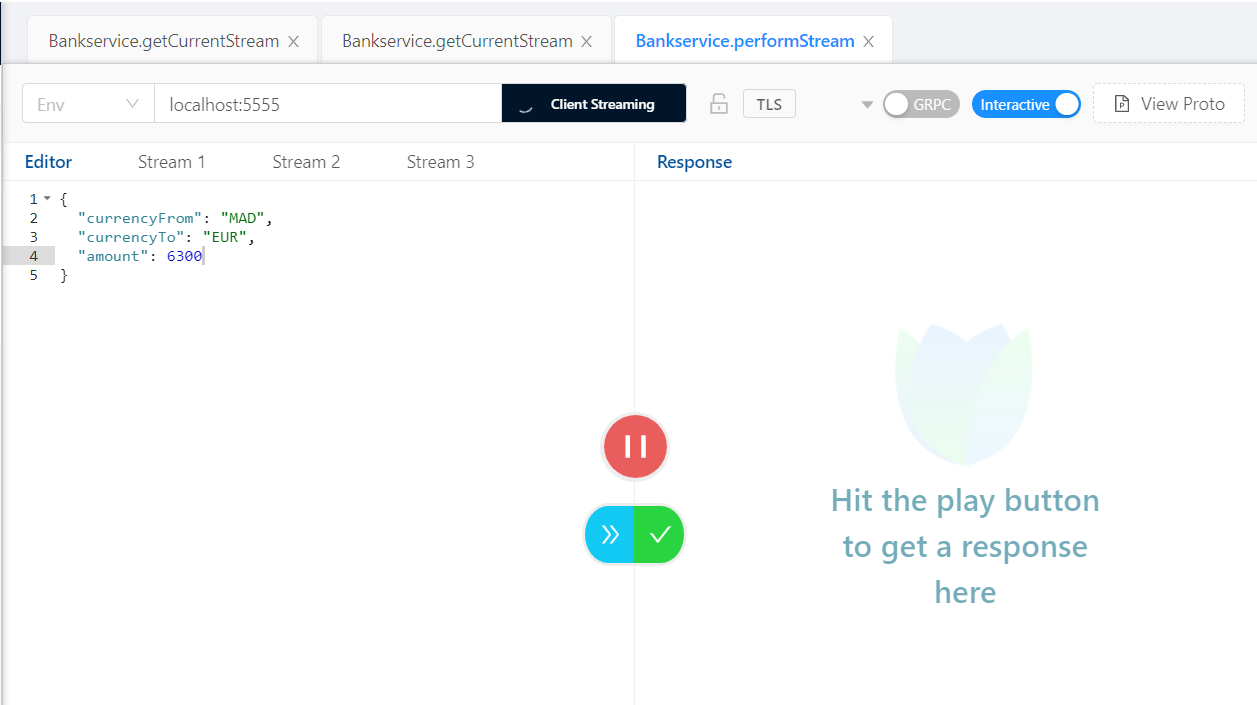 Bankservice.getCurrentStream Bankservice.getCurrentStream Bankservice.performStream
Env localhost:5555 Client Streaming TLS GRPC Interactive View Proto
Editor Stream 1 Stream 2 Stream 3 Response
1 {
2 "currencyFrom": "MAD",
3 "currencyTo": "EUR",
4 "amount": 6300
5 }
Hit the play button
to get a response
here